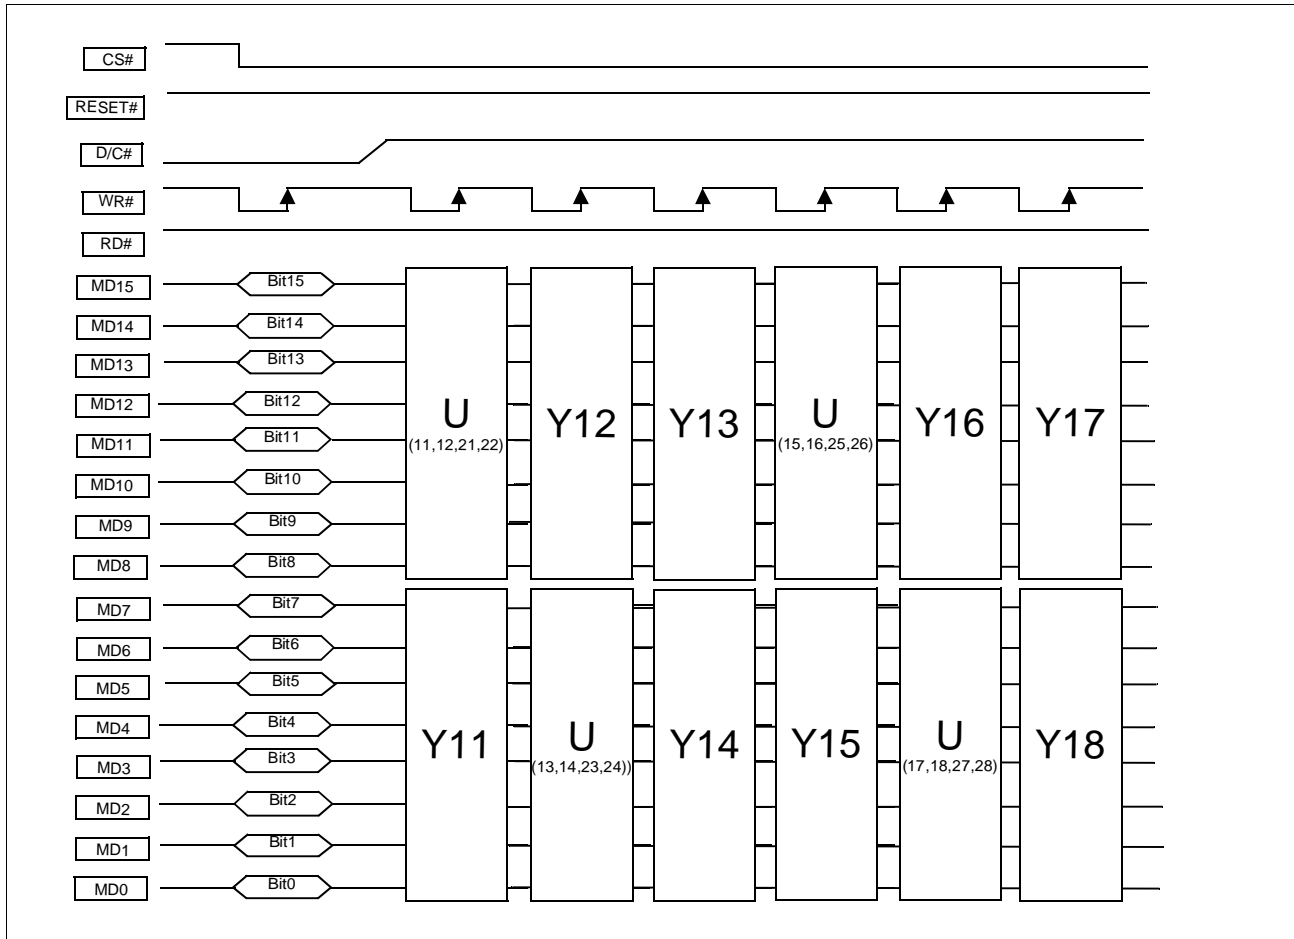 CS#
RESET#
D/C#
WR#
RD#
MD15 Bit15
MD14 Bit14
MD13 Bit13
MD12 Bit12
MD11 Bit11
MD10 Bit10
MD9 Bit9
MD8 Bit8
U Y12 Y13 U Y16 Y17
(11,12,21,22) (15,16,25,26)
MD7 Bit7
MD6 Bit6
MD5 Bit5
MD4 Bit4
MD3 Bit3
MD2 Bit2
MD1 Bit1
MD0 Bit0
Y11 U Y14 Y15 U Y18
(13,14,23,24)) (17,18,27,28)